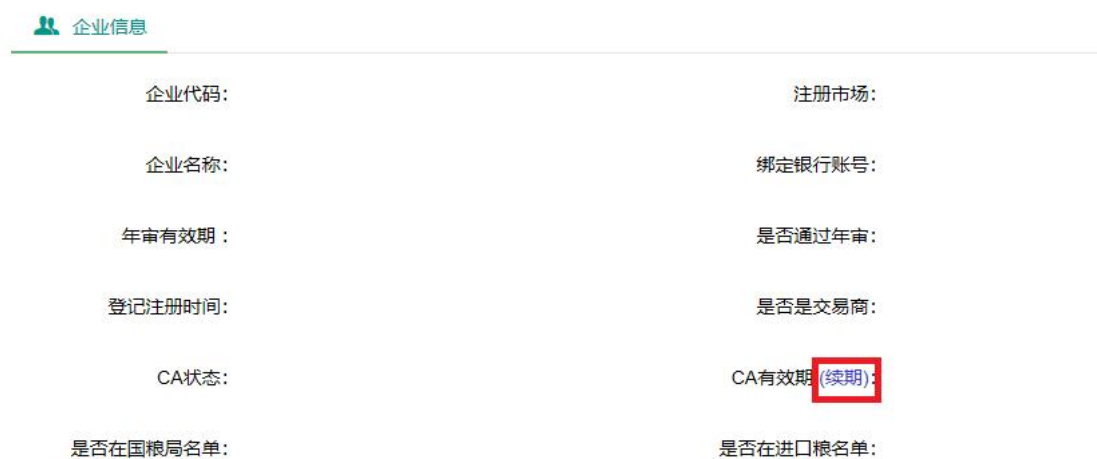 企业信息
企业代码： 注册市场：
企业名称： 绑定银行账号：
年审有效期 ： 是否通过年审：
登记注册时间： 是否是交易商：
CA状态： CA有效期(续期)：
是否在国粮局名单： 是否在进口粮名单：